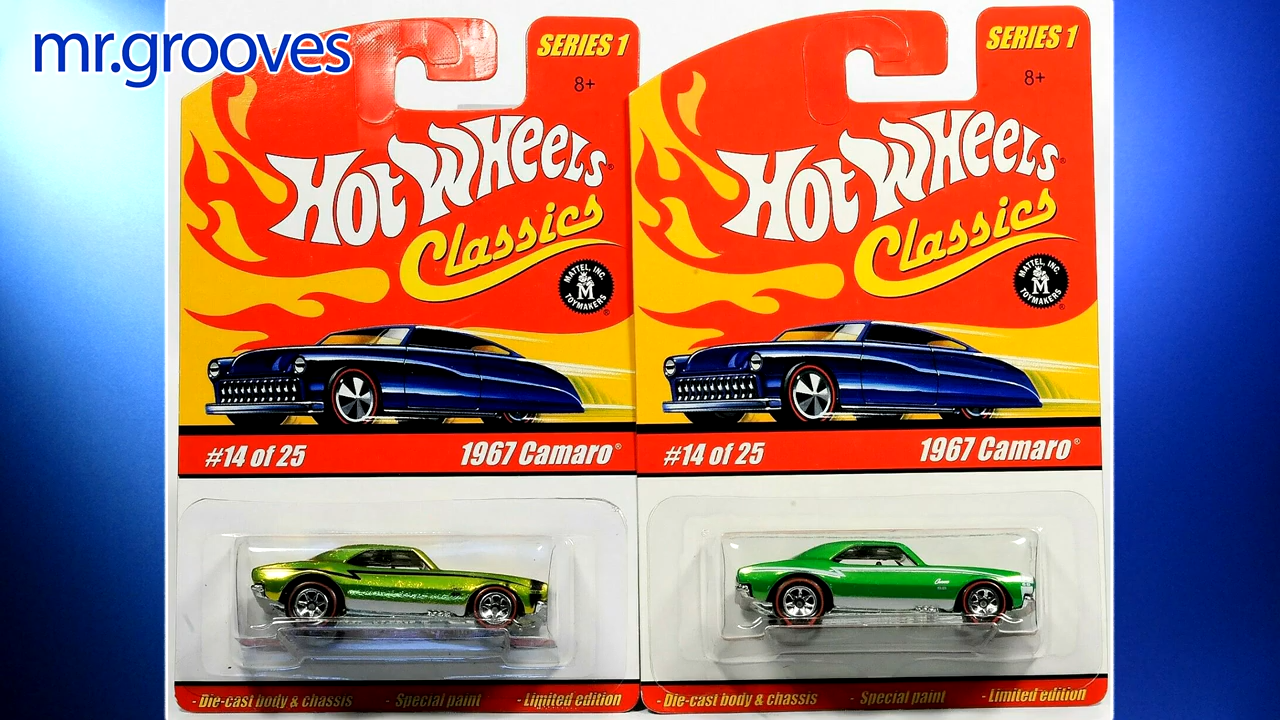 mr.grooves
SERIES 1
8+
HOT WHEELS®
Classics
MATTEL, INC.
M
TOYMAKERS
®
#14 of 25
1967 Camaro®
- Die-cast body & chassis - Special paint - Limited edition
SERIES 1
8+
HOT WHEELS®
Classics
MATTEL, INC.
M
TOYMAKERS
®
#14 of 25
1967 Camaro®
- Die-cast body & chassis - Special paint - Limited edition